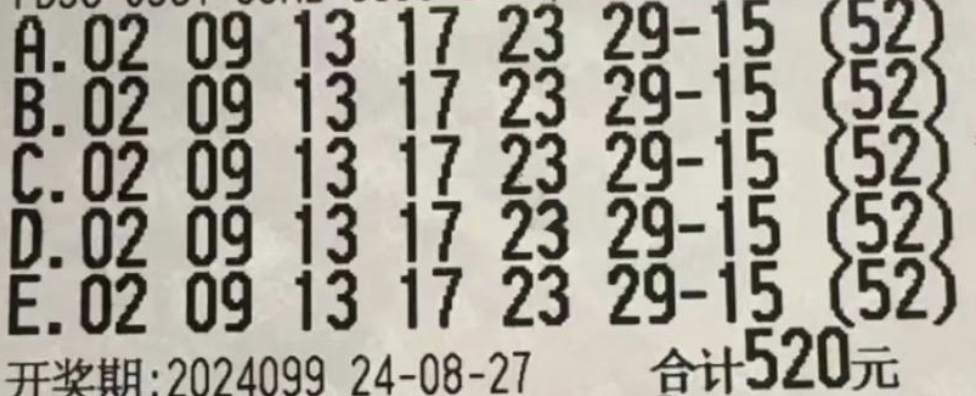 A.02 09 13 17 23 29-15 (52)
B.02 09 13 17 23 29-15 (52)
C.02 09 13 17 23 29-15 (52)
D.02 09 13 17 23 29-15 (52)
E.02 09 13 17 23 29-15 (52)
开奖期:2024099 24-08-27 合计520元